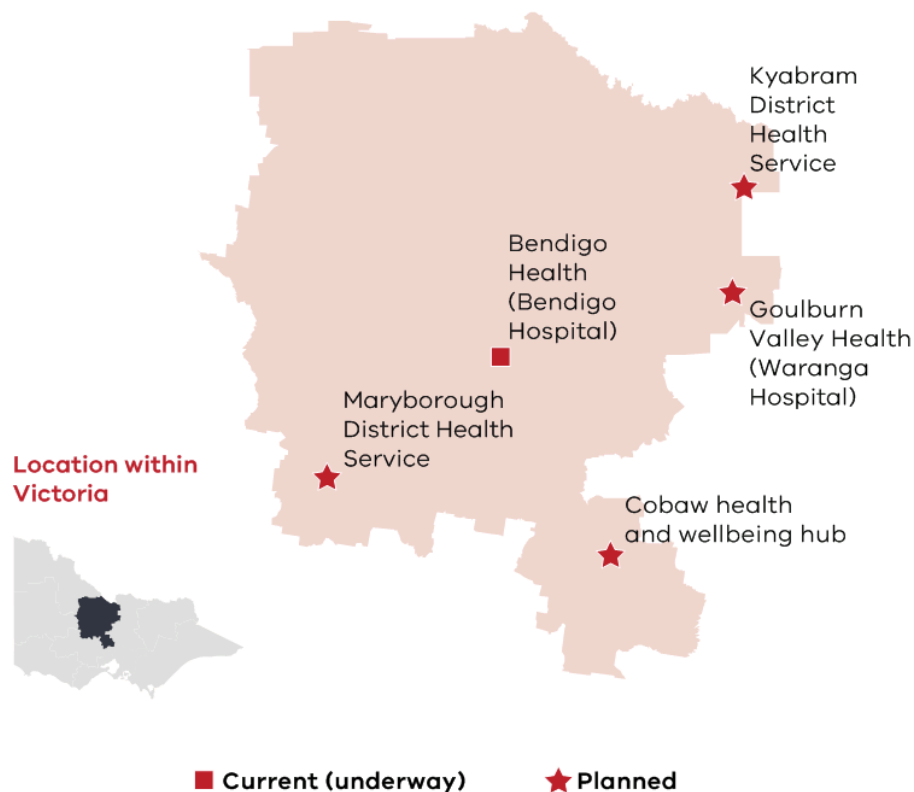 Kyabram
District
Health
Service
Bendigo
Health
(Bendigo
Hospital)
Goulburn
Valley Health
(Waranga
Hospital)
Maryborough
District Health
Service
Location within
Victoria
Cobaw health
and wellbeing hub
Current (underway)
Planned